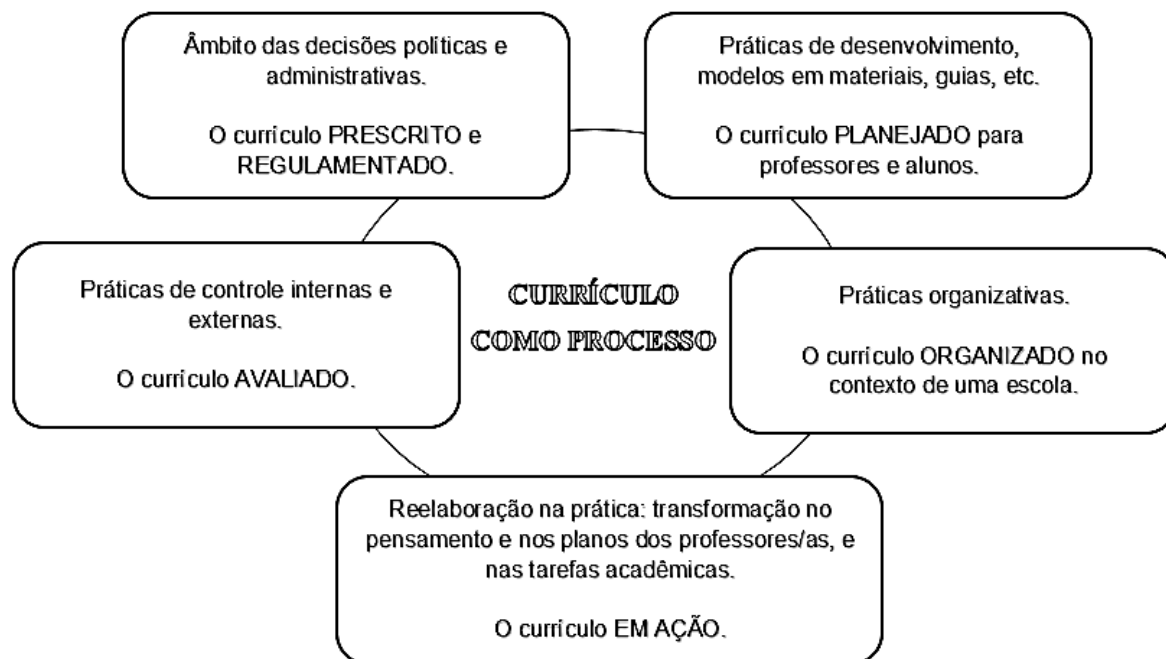 Âmbito das decisões políticas e
administrativas.
O currículo PRESCRITO e
REGULAMENTADO.
Práticas de desenvolvimento,
modelos em materiais, guias, etc.
O currículo PLANEJADO para
professores e alunos.
Práticas de controle internas e
externas.
O currículo AVALIADO.
CURRÍCULO
COMO PROCESSO
Práticas organizativas.
O currículo ORGANIZADO no
contexto de uma escola.
Reelaboração na prática: transformação no
pensamento e nos planos dos professores/as, e
nas tarefas acadêmicas.
O currículo EM AÇÃO.